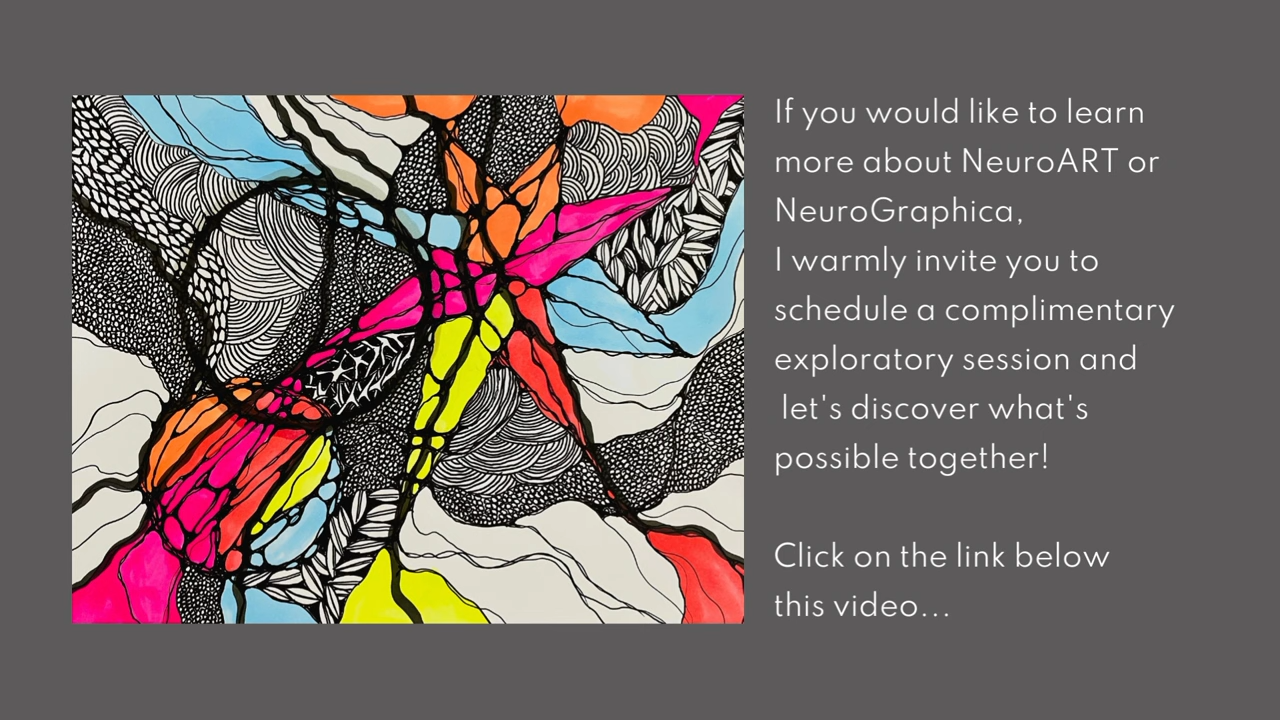 If you would like to learn
more about NeuroART or
NeuroGraphica,
I warmly invite you to
schedule a complimentary
exploratory session and
let's discover what's
possible together!
Click on the link below
this video...